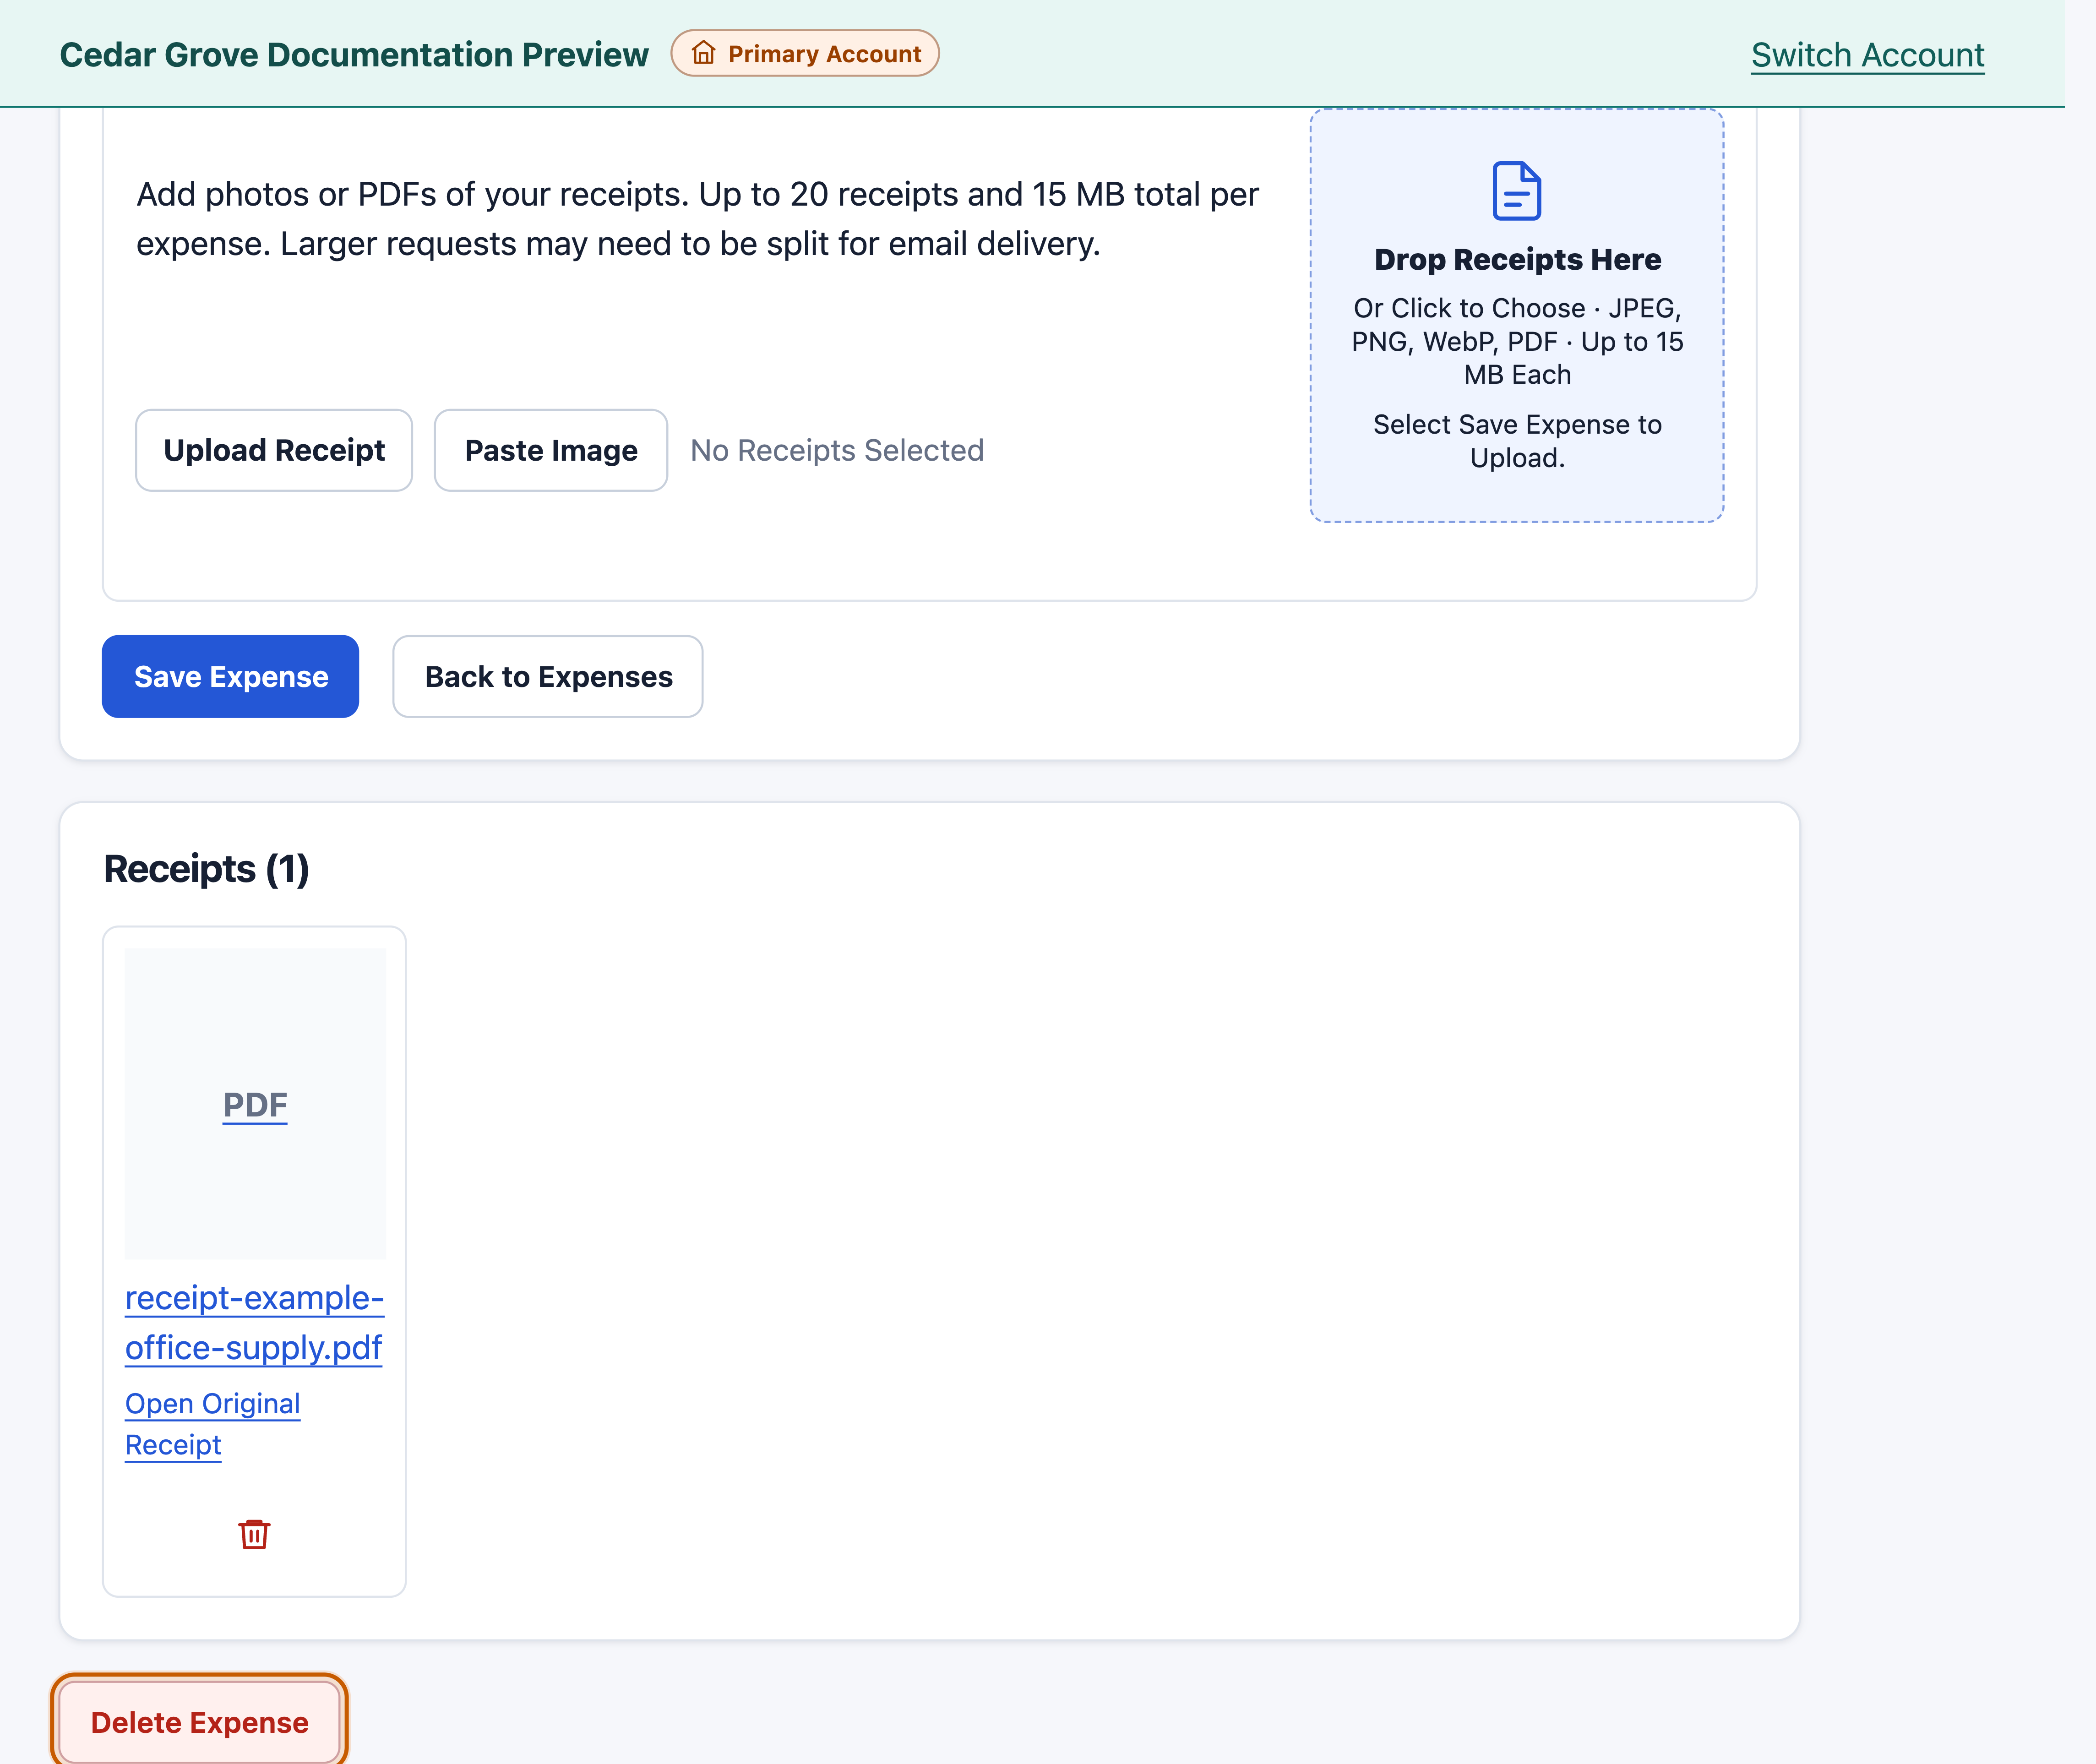 Cedar Grove Documentation Preview
Primary Account
Switch Account
Add photos or PDFs of your receipts. Up to 20 receipts and 15 MB total per
expense. Larger requests may need to be split for email delivery.
Drop Receipts Here
Or Click to Choose · JPEG,
PNG, WebP, PDF · Up to 15
MB Each
Select Save Expense to
Upload.
Upload Receipt
Paste Image
No Receipts Selected
Save Expense
Back to Expenses
Receipts (1)
PDF
receipt-example-
office-supply.pdf
Open Original
Receipt
Delete Expense